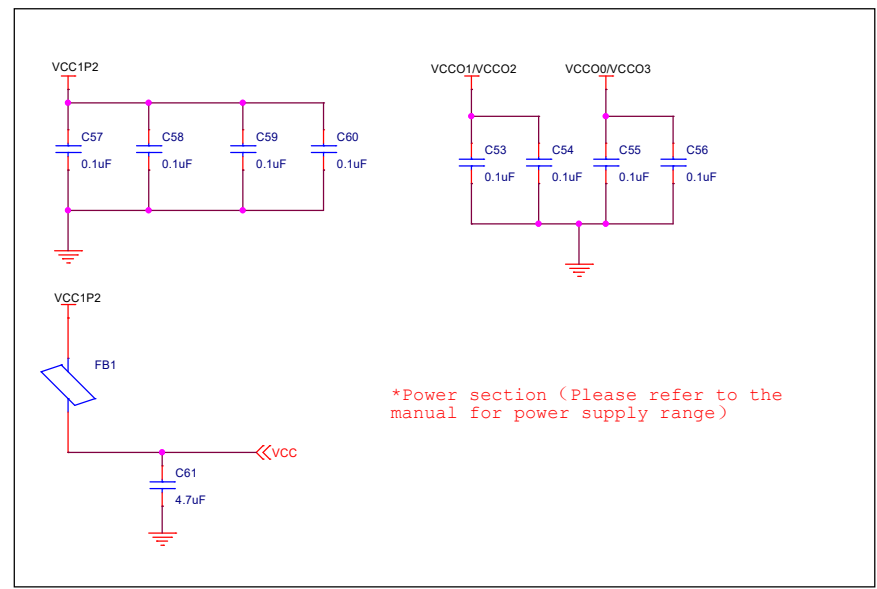 VCC1P2
C57
0.1uF
C58
0.1uF
C59
0.1uF
C60
0.1uF
VCCO1/VCCO2
VCCO0/VCCO3
C53
0.1uF
C54
0.1uF
C55
0.1uF
C56
0.1uF
VCC1P2
FB1
VCC
C61
4.7uF
*Power section（Please refer to the
manual for power supply range）